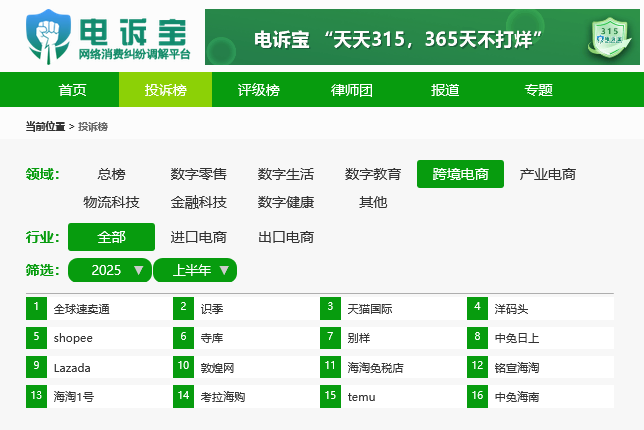 电诉宝
网络消费纠纷调解平台
电诉宝 “天天315，365天不打烊”
315
首页 投诉榜 评级榜 律师团 报道 专题
当前位置 > 投诉榜
领域： 总榜 数字零售 数字生活 数字教育 跨境电商 产业电商
物流科技 金融科技 数字健康 其他
行业： 全部 进口电商 出口电商
筛选： 2025 上半年
1 全球速卖通 2 识季 3 天猫国际 4 洋码头
5 shopee 6 寺库 7 别样 8 中免日上
9 Lazada 10 敦煌网 11 海淘免税店 12 铭宣海淘
13 海淘1号 14 考拉海购 15 temu 16 中免海南